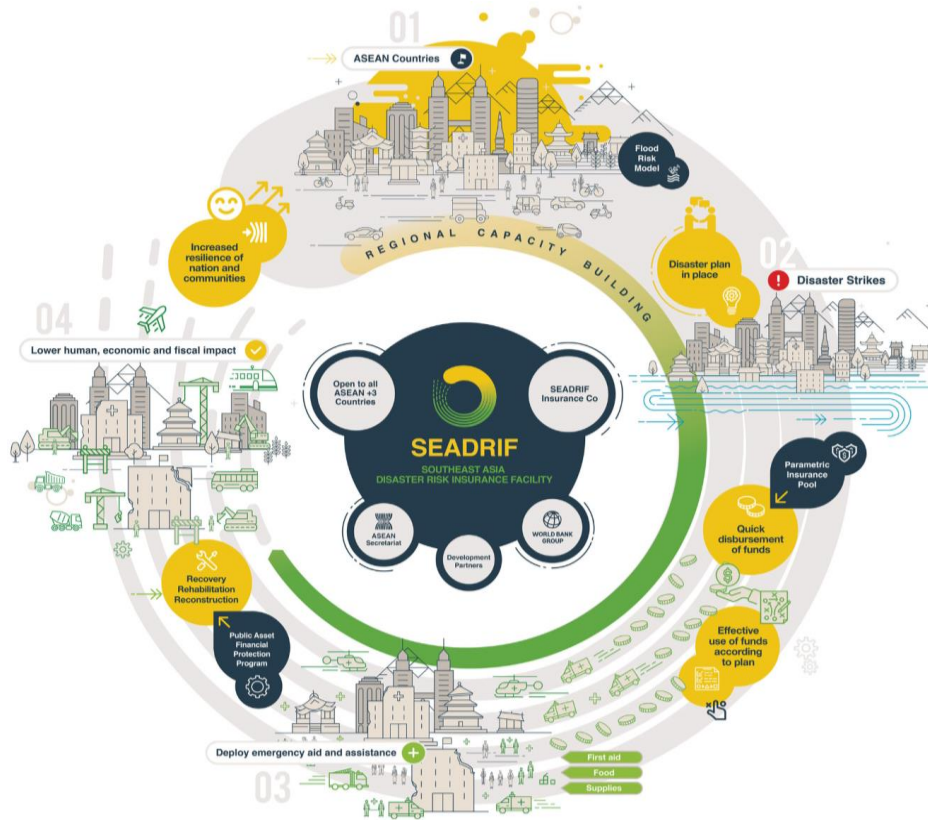 01
ASEAN Countries
Flood
Risk
Model
REGIONAL CAPACITY BUILDING
Disaster plan
in place
02
Disaster Strikes
Increased
resilience of
nation and
communities
04
Lower human, economic and fiscal impact
Open to all
ASEAN +3
Countries
SEADRIF
Insurance Co
SEADRIF
SOUTHEAST ASIA
DISASTER RISK INSURANCE FACILITY
ASEAN
Secretariat
Development
Partners
WORLD BANK
GROUP
Parametric
Insurance
Pool
Quick
disbursement
of funds
Effective
use of funds
according
to plan
Recovery
Rehabilitation
Reconstruction
Public Asset
Financial
Protection
Program
Deploy emergency aid and assistance
03
First aid
Food
Supplies